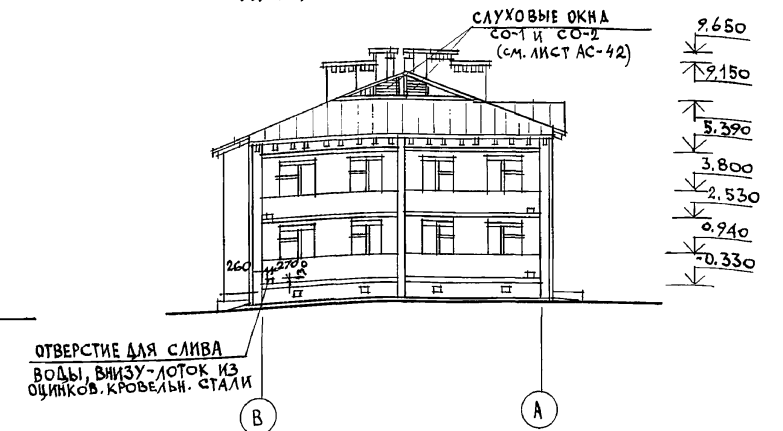 СЛУХОВЫЕ ОКНА
СО-1 И СО-2
(СМ. ЛИСТ АС-42)
9.650
9.150
5.390
3.800
2.530
0.940
-0.330
260
270
ОТВЕРСТИЕ ДЛЯ СЛИВА
ВОДЫ, ВНИЗУ-ЛОТОК ИЗ
ОЦИНКОВ. КРОВЕЛЬН. СТАЛИ
В
А